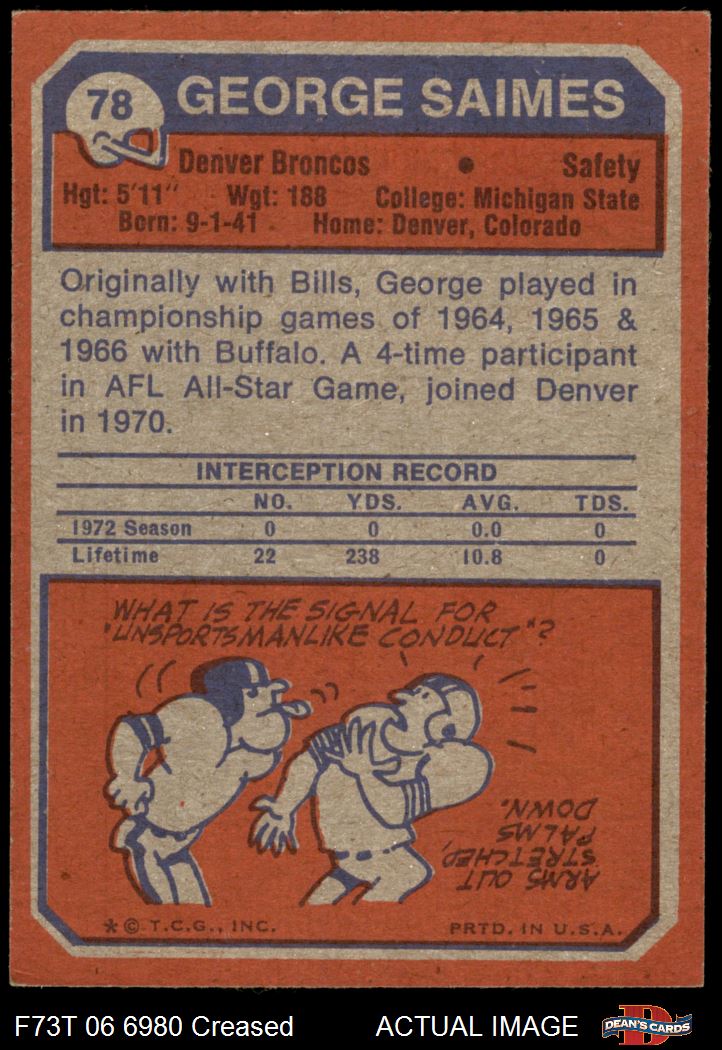 78 GEORGE SAIMES
Denver Broncos • Safety
Hgt: 5'11" Wgt: 188 College: Michigan State
Born: 9-1-41 Home: Denver, Colorado
Originally with Bills, George played in
championship games of 1964, 1965 &
1966 with Buffalo. A 4-time participant
in AFL All-Star Game, joined Denver
in 1970.
INTERCEPTION RECORD
NO. YDS. AVG. TDS.
1972 Season 0 0 0.0 0
Lifetime 22 238 10.8 0
WHAT IS THE SIGNAL FOR
"UNSPORTSMANLIKE CONDUCT"?
ARMS OUT
STRETCHED,
PALMS
DOWN.
* © T.C.G., INC. PRTD. IN U.S.A.
F73T 06 6980 Creased ACTUAL IMAGE
D
DEAN'S CARDS